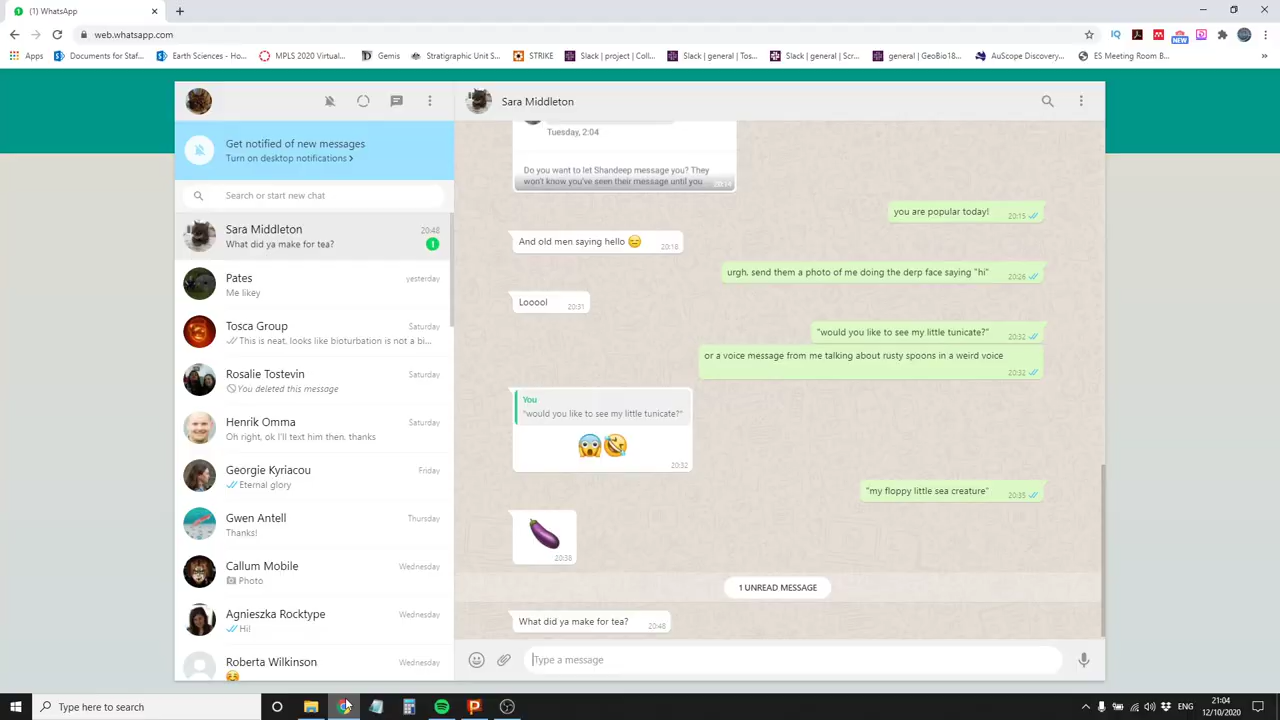 (1) WhatsApp
web.whatsapp.com
NEW
Apps
Documents for Staf...
Earth Sciences - Ho...
MPLS 2020 Virtual...
Gemis
Stratigraphic Unit S...
STRIKE
Slack | project | Coll...
Slack | general | Tos...
Slack | general | Scr...
general | GeoBio18...
AuScope Discovery...
ES Meeting Room B...
Get notified of new messages
Turn on desktop notifications >
Search or start new chat
Sara Middleton
20:48
What did ya make for tea?
1
Pates
yesterday
Me likey
Tosca Group
Saturday
This is neat, looks like bioturbation is not a bi...
Rosalie Tostevin
Saturday
You deleted this message
Henrik Omma
Saturday
Oh right, ok I'll text him then, thanks
Georgie Kyriacou
Friday
Eternal glory
Gwen Antell
Thursday
Thanks!
Callum Mobile
Wednesday
Photo
Agnieszka Rocktype
Wednesday
Hi!
Roberta Wilkinson
Wednesday
Sara Middleton
Tuesday, 2:04
Do you want to let Shandeep message you? They
won't know you've seen their message until you
20:14
you are popular today!
20:15
And old men saying hello 😑
20:18
urgh, send them a photo of me doing the derp face saying "hi"
20:26
Looool
20:31
"would you like to see my little tunicate?"
20:32
or a voice message from me talking about rusty spoons in a weird voice
20:32
You
"would you like to see my little tunicate?"
😱🤣
20:32
"my floppy little sea creature"
20:35
🍆
20:38
1 UNREAD MESSAGE
What did ya make for tea?
20:48
Type a message
Type here to search
ENG
21:04
12/10/2020